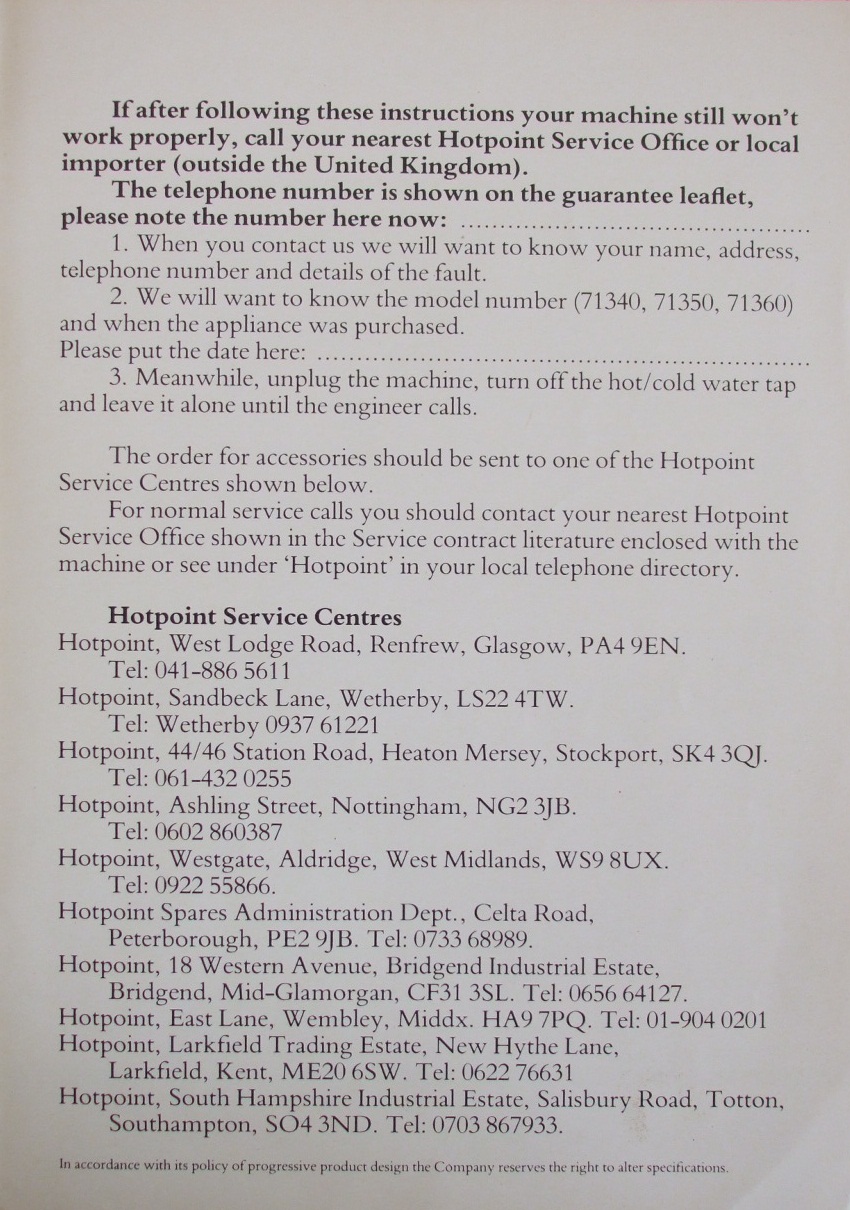 If after following these instructions your machine still won't
work properly, call your nearest Hotpoint Service Office or local
importer (outside the United Kingdom).
The telephone number is shown on the guarantee leaflet,
please note the number here now: ............................................
1. When you contact us we will want to know your name, address,
telephone number and details of the fault.
2. We will want to know the model number (71340, 71350, 71360)
and when the appliance was purchased.
Please put the date here: ..............................................................
3. Meanwhile, unplug the machine, turn off the hot/cold water tap
and leave it alone until the engineer calls.
The order for accessories should be sent to one of the Hotpoint
Service Centres shown below.
For normal service calls you should contact your nearest Hotpoint
Service Office shown in the Service contract literature enclosed with the
machine or see under 'Hotpoint' in your local telephone directory.
Hotpoint Service Centres
Hotpoint, West Lodge Road, Renfrew, Glasgow, PA4 9EN.
Tel: 041-886 5611
Hotpoint, Sandbeck Lane, Wetherby, LS22 4TW.
Tel: Wetherby 0937 61221
Hotpoint, 44/46 Station Road, Heaton Mersey, Stockport, SK4 3QJ.
Tel: 061-432 0255
Hotpoint, Ashling Street, Nottingham, NG2 3JB.
Tel: 0602 860387
Hotpoint, Westgate, Aldridge, West Midlands, WS9 8UX.
Tel: 0922 55866.
Hotpoint Spares Administration Dept., Celta Road,
Peterborough, PE2 9JB. Tel: 0733 68989.
Hotpoint, 18 Western Avenue, Bridgend Industrial Estate,
Bridgend, Mid-Glamorgan, CF31 3SL. Tel: 0656 64127.
Hotpoint, East Lane, Wembley, Middx. HA9 7PQ. Tel: 01-904 0201
Hotpoint, Larkfield Trading Estate, New Hythe Lane,
Larkfield, Kent, ME20 6SW. Tel: 0622 76631
Hotpoint, South Hampshire Industrial Estate, Salisbury Road, Totton,
Southampton, SO4 3ND. Tel: 0703 867933.
In accordance with its policy of progressive product design the Company reserves the right to alter specifications.